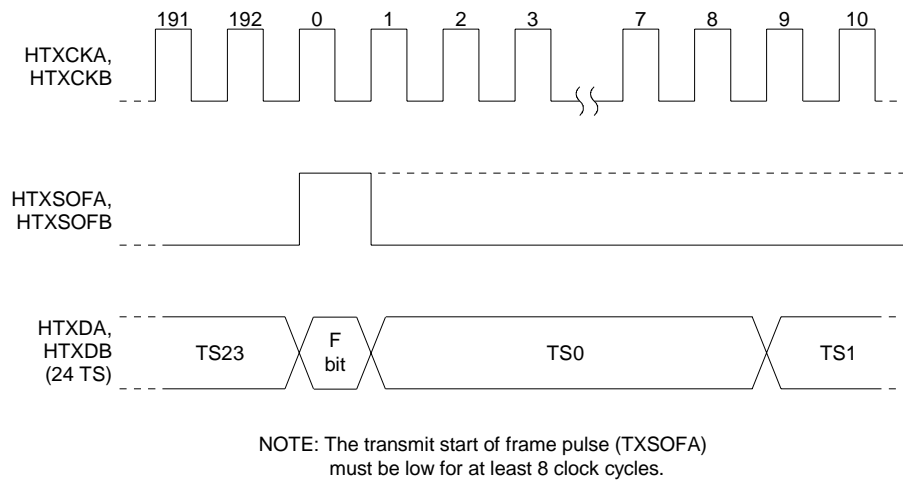 191 192 0 1 2 3 7 8 9 10
HTXCKA,
HTXCKB
HTXSOFA,
HTXSOFB
HTXDA,
HTXDB
(24 TS)
TS23
F
bit
TS0
TS1
NOTE: The transmit start of frame pulse (TXSOFA)
must be low for at least 8 clock cycles.